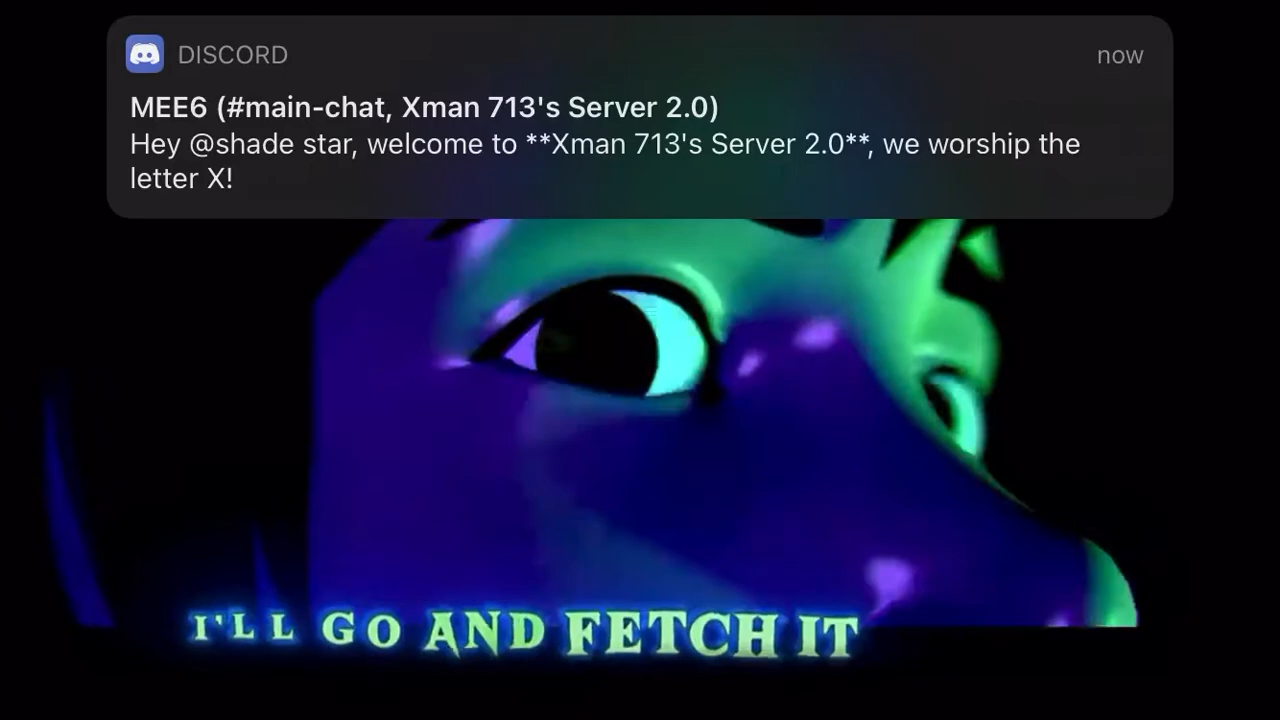 DISCORD
now
MEE6 (#main-chat, Xman 713's Server 2.0)
Hey @shade star, welcome to **Xman 713's Server 2.0**, we worship the
letter X!
I'LL GO AND FETCH IT